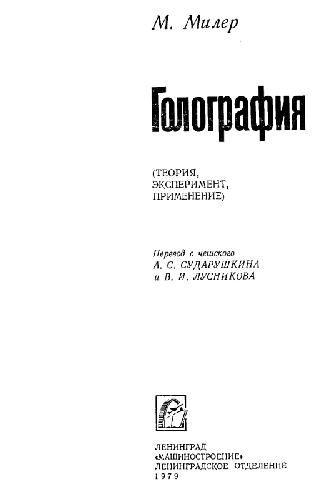 М. Милер
Голография
(ТЕОРИЯ,
ЭКСПЕРИМЕНТ,
ПРИМЕНЕНИЕ)
Перевод с чешского
А. С. СУДАРУШКИНА
и В. И. ЛУСНИКОВА
ЛЕНИНГРАД
«МАШИНОСТРОЕНИЕ»
ЛЕНИНГРАДСКОЕ ОТДЕЛЕНИЕ
1979